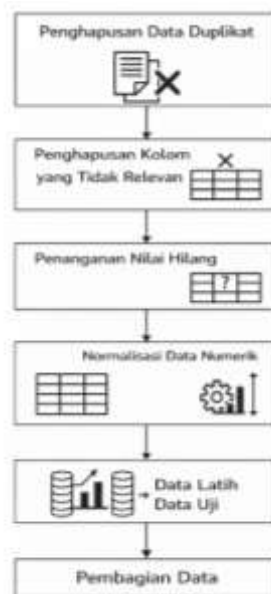 Penghapusan Data Duplikat
Penghapusan Kolom
yang Tidak Relevan
Penanganan Nilai Hilang
?
Normalisasi Data Numerik
Data Latih
Data Uji
Pembagian Data